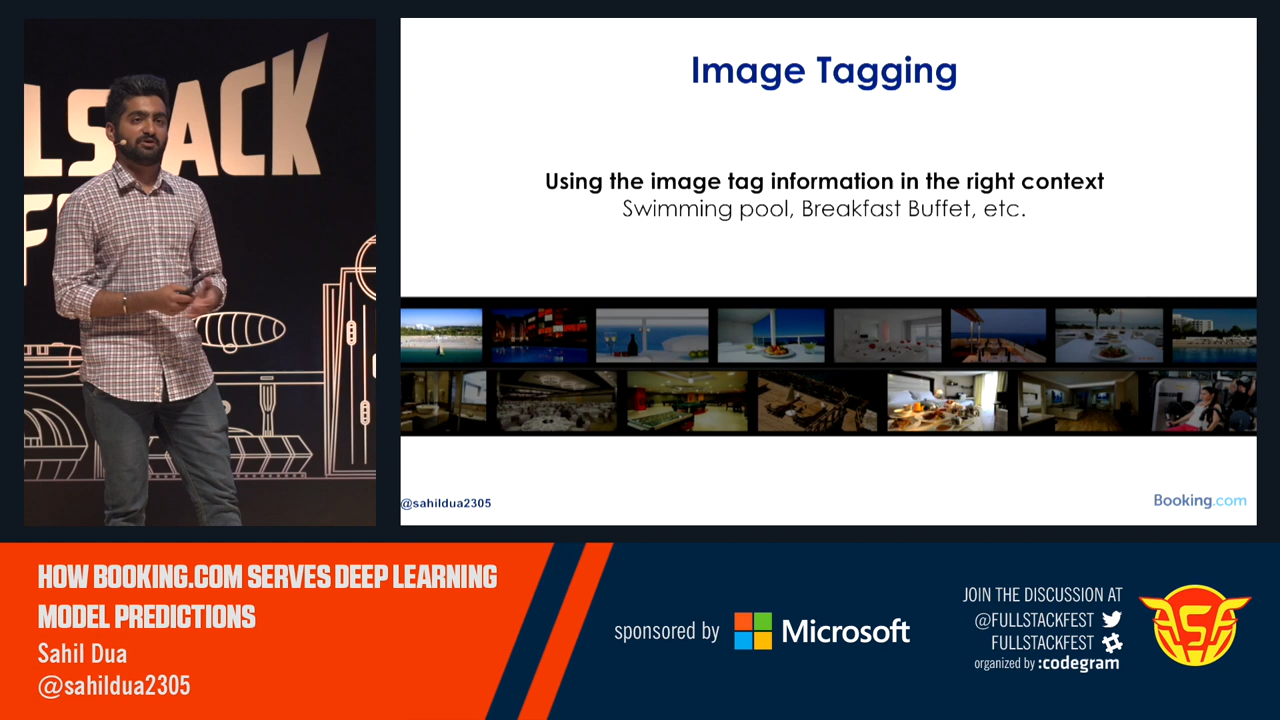 LSTACK
F
Image Tagging
Using the image tag information in the right context
Swimming pool, Breakfast Buffet, etc.
@sahildua2305
Booking.com
HOW BOOKING.COM SERVES DEEP LEARNING
MODEL PREDICTIONS
Sahil Dua
@sahildua2305
sponsored by Microsoft
JOIN THE DISCUSSION AT
@FULLSTACKFEST
FULLSTACKFEST
organized by :codegram
FSF